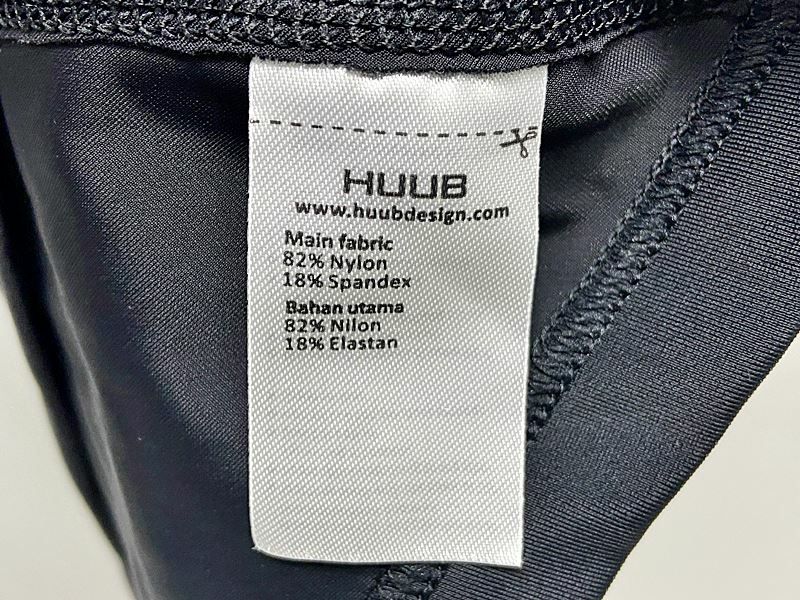 HUUB
www.huubdesign.com
Main fabric
82% Nylon
18% Spandex
Bahan utama
82% Nilon
18% Elastan